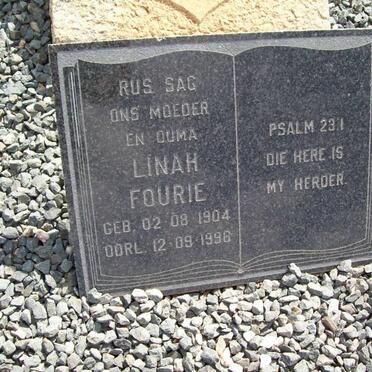 RUS SAG
ONS MOEDER
EN OUMA
LINAH
FOURIE
GEB. 02 08 1904
OORL. 12 09 1996
PSALM 23:1
DIE HERE IS
MY HERDER.